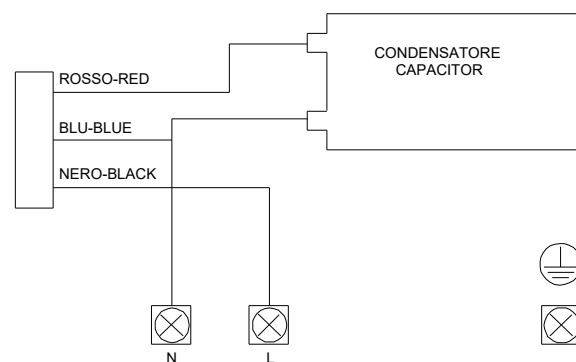 CONDENSATORE
CAPACITOR
ROSSO-RED
BLU-BLUE
NERO-BLACK
N
L